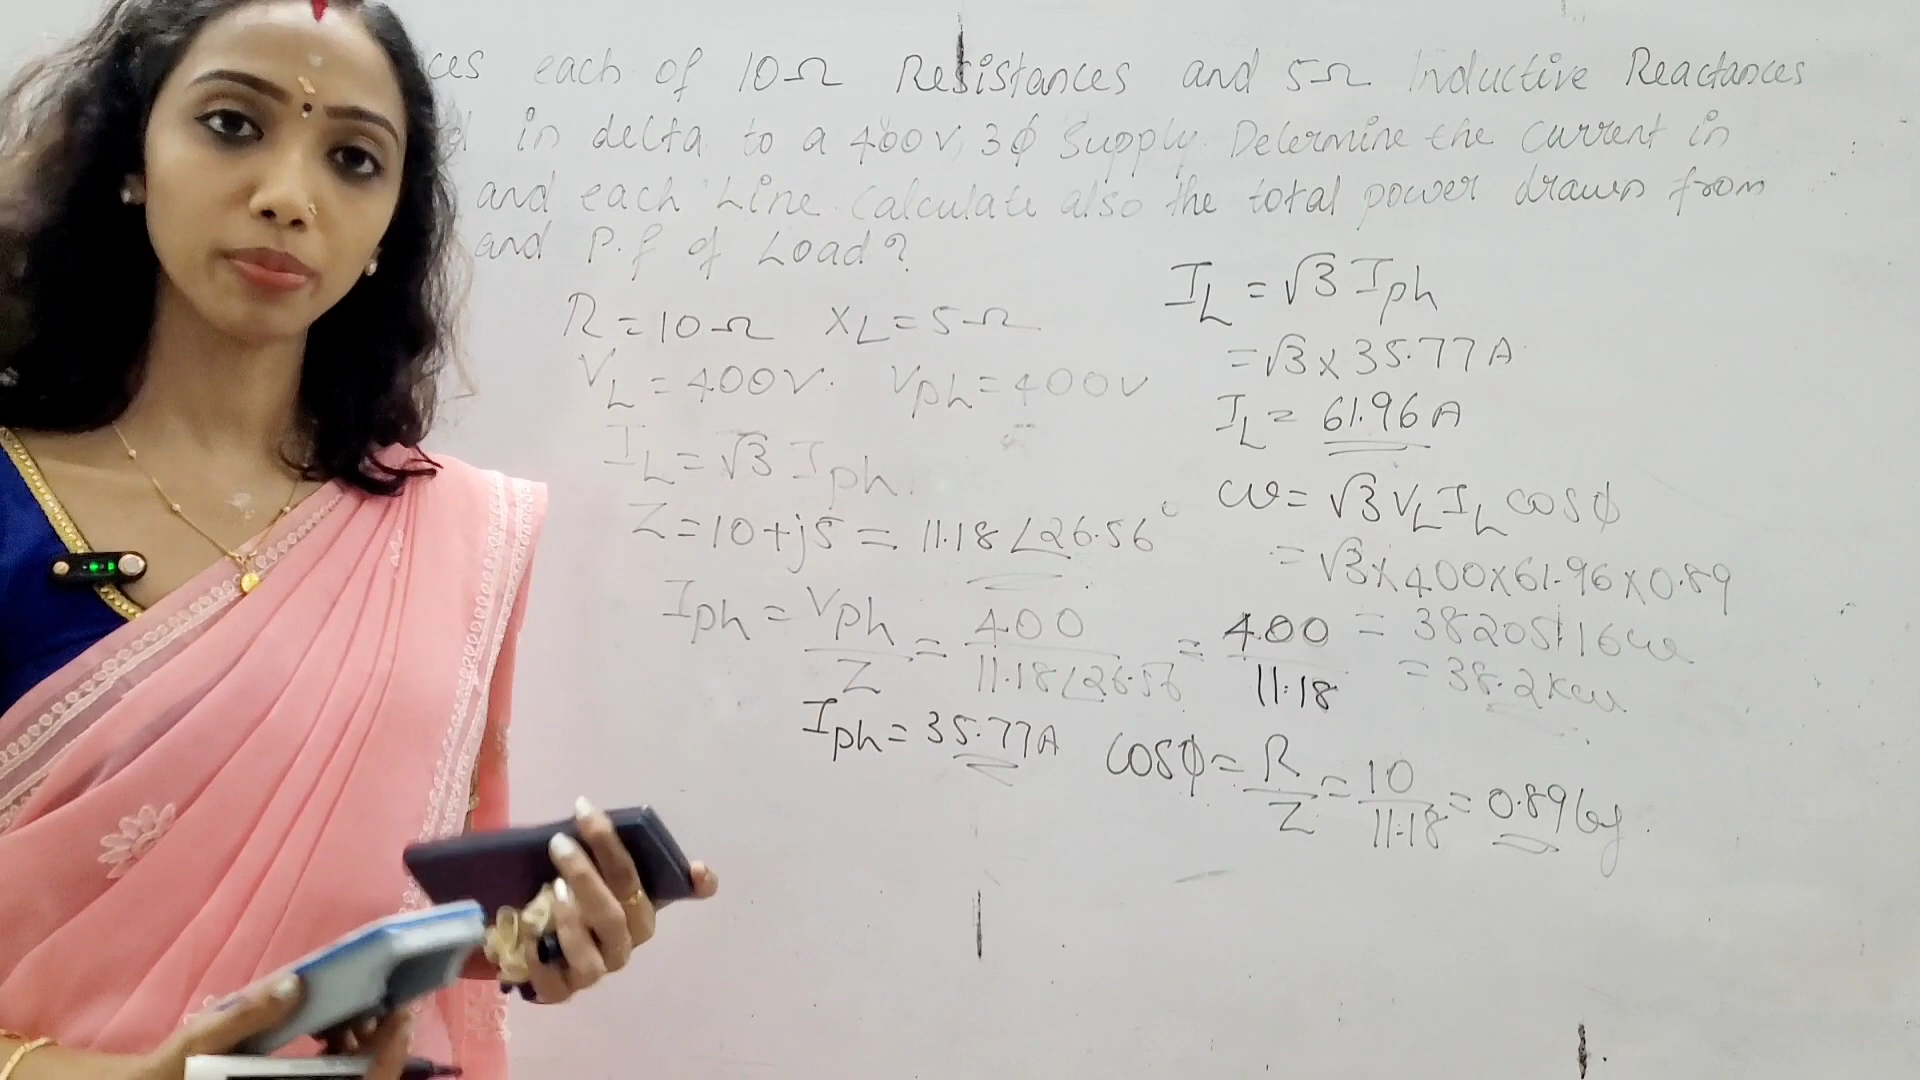 ces each of 10Ω Resistances and 5Ω Inductive Reactances
d in delta to a 400V, 3ϕ Supply. Determine the current in
and each Line. Calculate also the total power drawn from
and P.f of Load?
R = 10Ω XL = 5Ω
VL = 400V. Vph = 400V
IL = √3 Iph.
Z = 10+j5 = 11.18∠26.56°
Iph = Vph/Z = 400/11.18∠26.56 = 400/11.18
Iph = 35.77A
IL = √3 Iph
= √3 × 35.77A
IL = 61.96A
W = √3 VL IL cosϕ
= √3 × 400 × 61.96 × 0.89
= 38205.116w
= 38.2kw
cosϕ = R/Z = 10/11.18 = 0.89 lag.